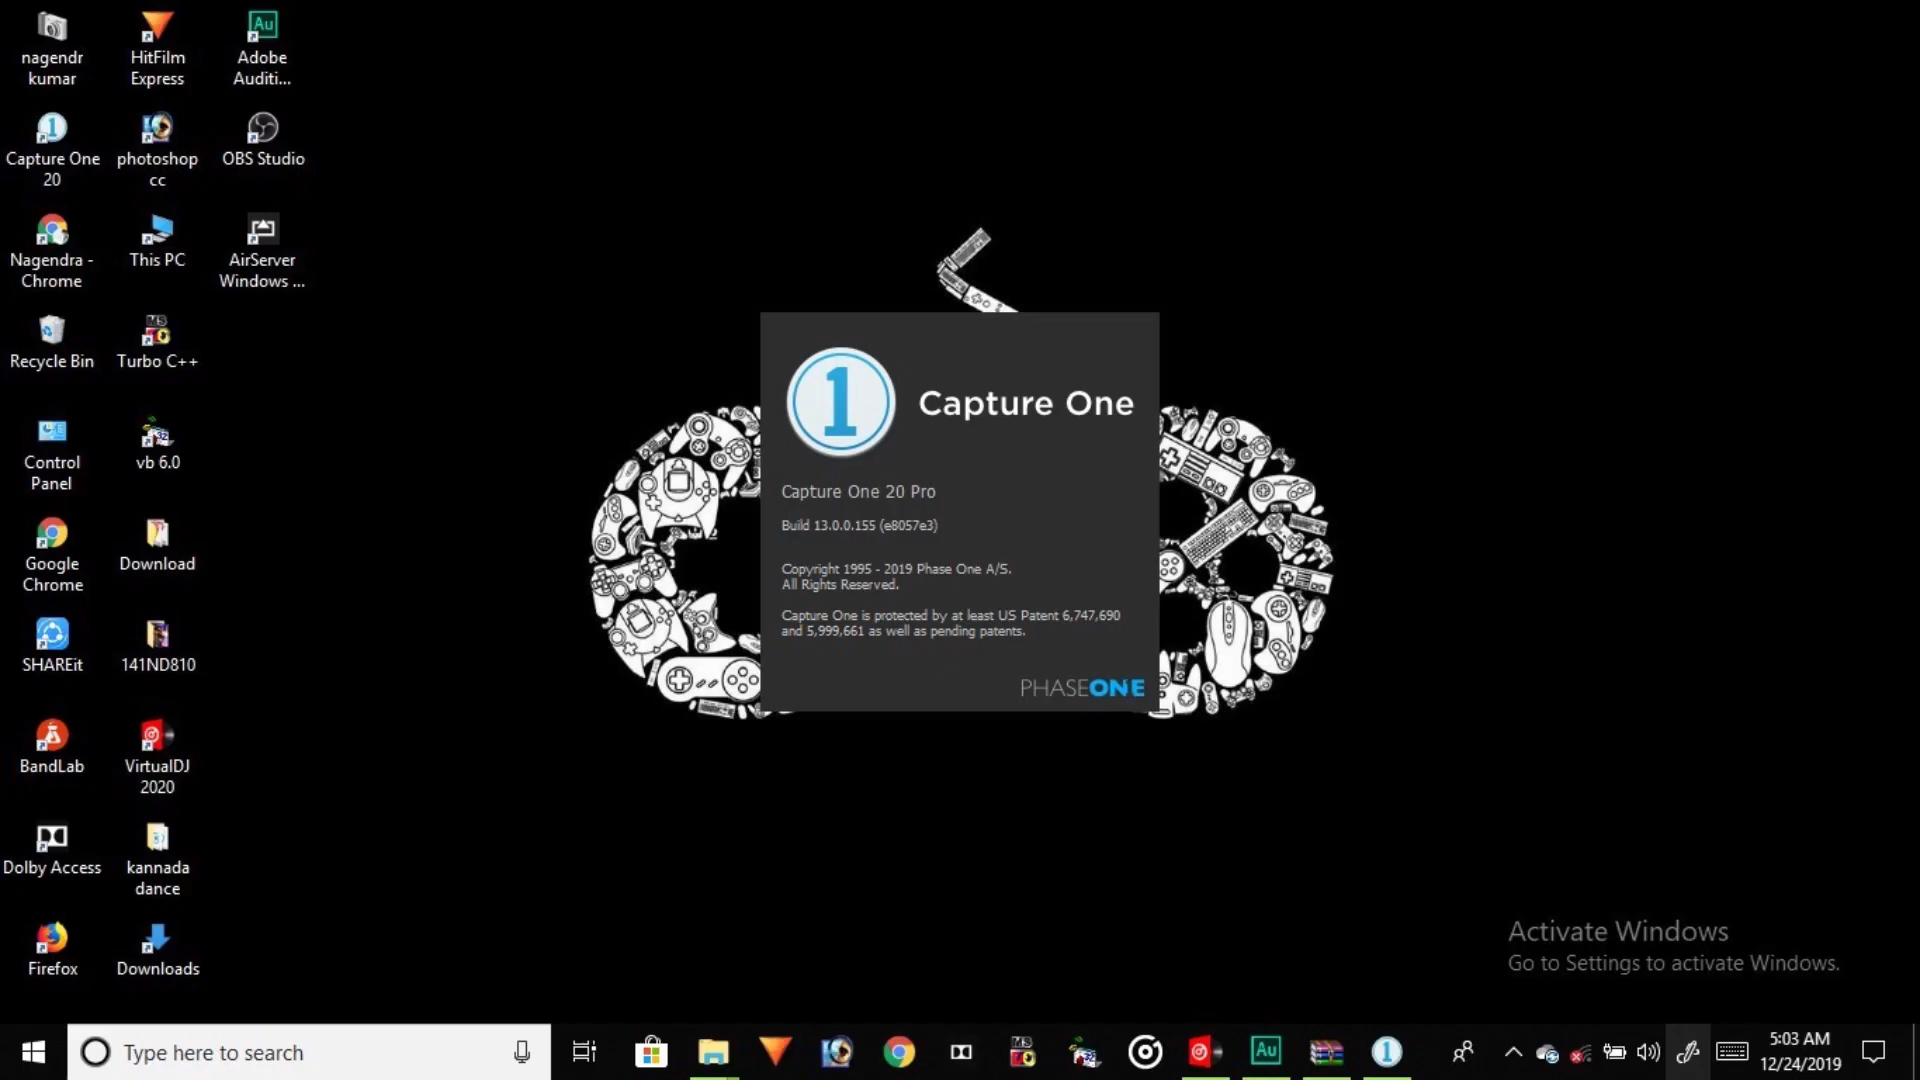 nagendr
kumar
HitFilm
Express
Adobe
Auditi...
Au
Capture One
20
photoshop
cc
OBS Studio
Nagendra -
Chrome
This PC
AirServer
Windows ...
Recycle Bin
Turbo C++
Control
Panel
vb 6.0
Google
Chrome
Download
SHAREit
141ND810
BandLab
VirtualDJ
2020
Dolby Access
kannada
dance
Firefox
Downloads
1
Capture One
Capture One 20 Pro
Build 13.0.0.155 (e8057e3)
Copyright 1995 - 2019 Phase One A/S.
All Rights Reserved.
Capture One is protected by at least US Patent 6,747,690
and 5,999,661 as well as pending patents.
PHASEONE
Activate Windows
Go to Settings to activate Windows.
Type here to search
Au
1
5:03 AM
12/24/2019